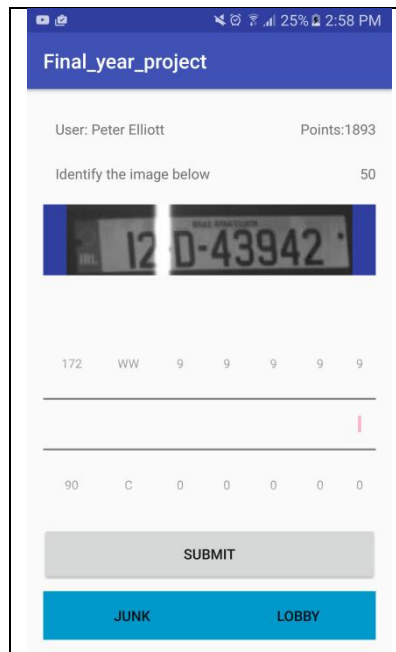 25% 2:58 PM
Final_year_project
User: Peter Elliott Points:1893
Identify the image below 50
IRL 12-D-43942
172 WW 9 9 9 9 9
90 C 0 0 0 0 0
SUBMIT
JUNK LOBBY